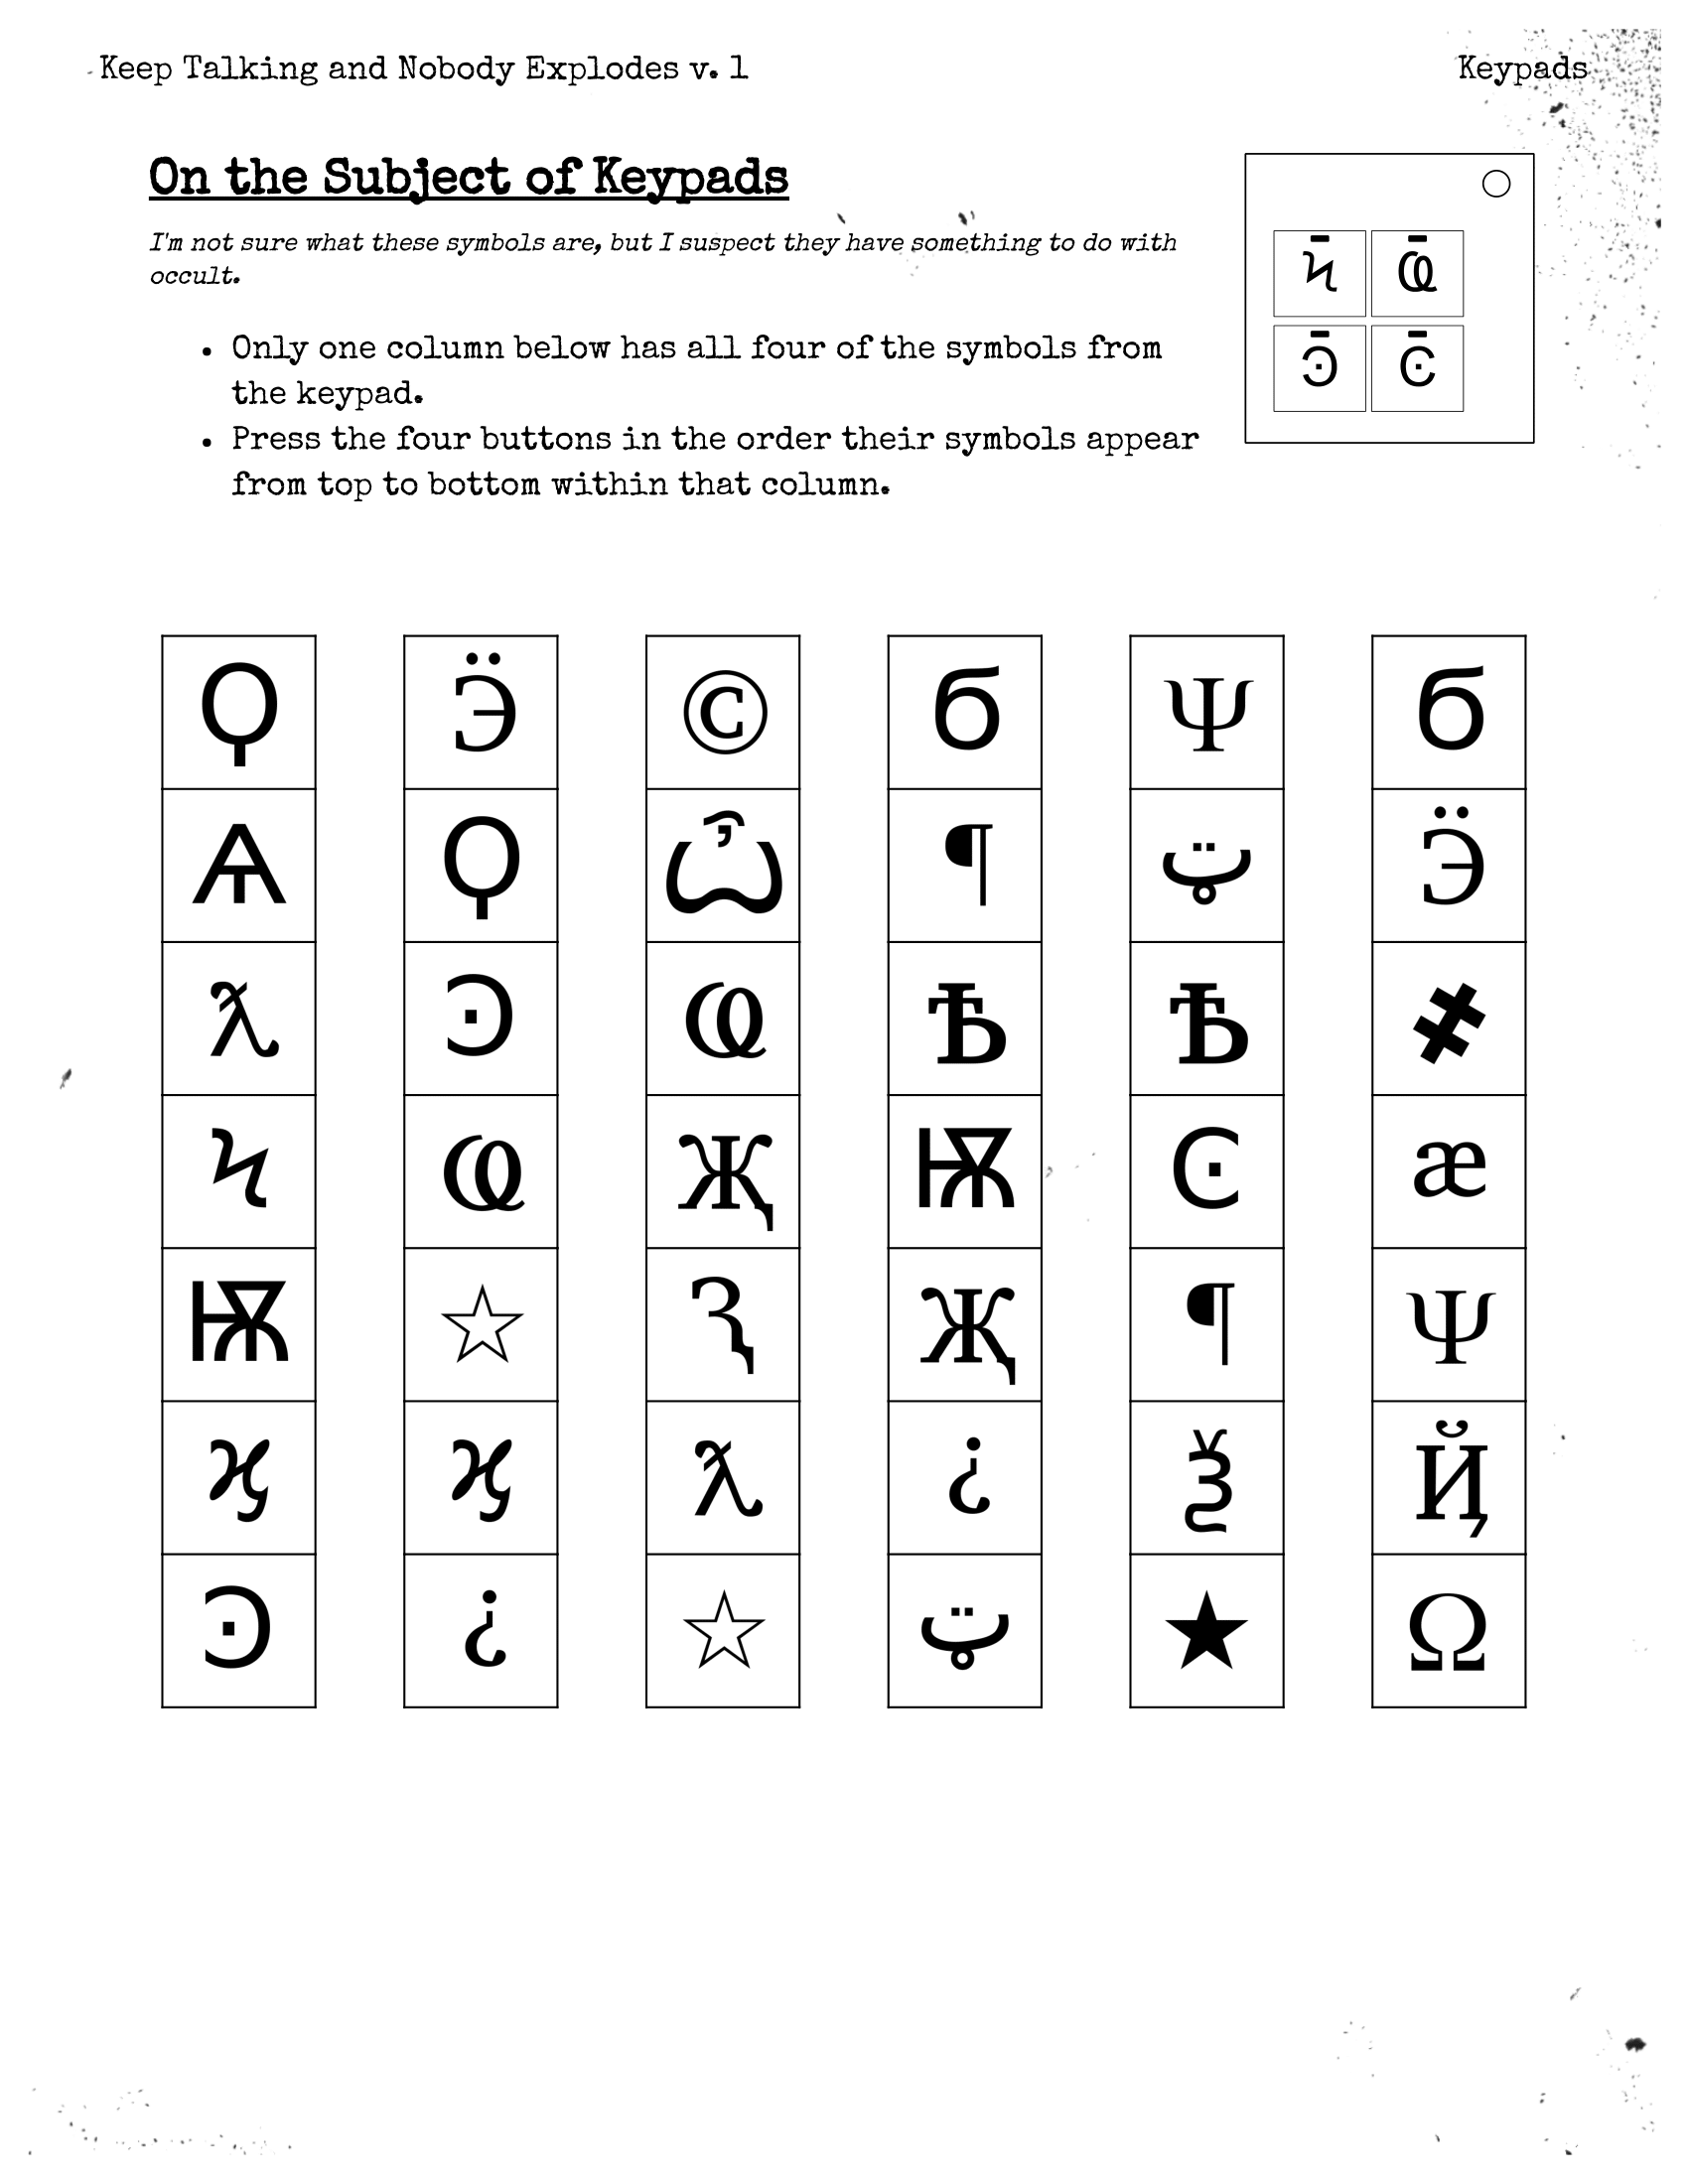 Keep Talking and Nobody Explodes v. 1
Keypads
On the Subject of Keypads
I'm not sure what these symbols are, but I suspect they have something to do with
occult.
• Only one column below has all four of the symbols from
the keypad.
• Press the four buttons in the order their symbols appear
from top to bottom within that column.
Ϟ Ҩ
Ͽ Ͼ
Ϙ Ӭ © Ϭ Ψ Ϭ
Ѧ Ϙ Ѽ ¶ ټ Ӭ
ƛ Ͽ Ҩ Ѣ Ѣ ҂
Ϟ Ҩ Җ Ѭ Ͼ æ
Ѭ ☆ Ҙ Җ ¶ Ψ
ϗ ϗ ƛ ¿ Ѯ Ҋ
Ͽ ¿ ☆ ټ ★ Ω